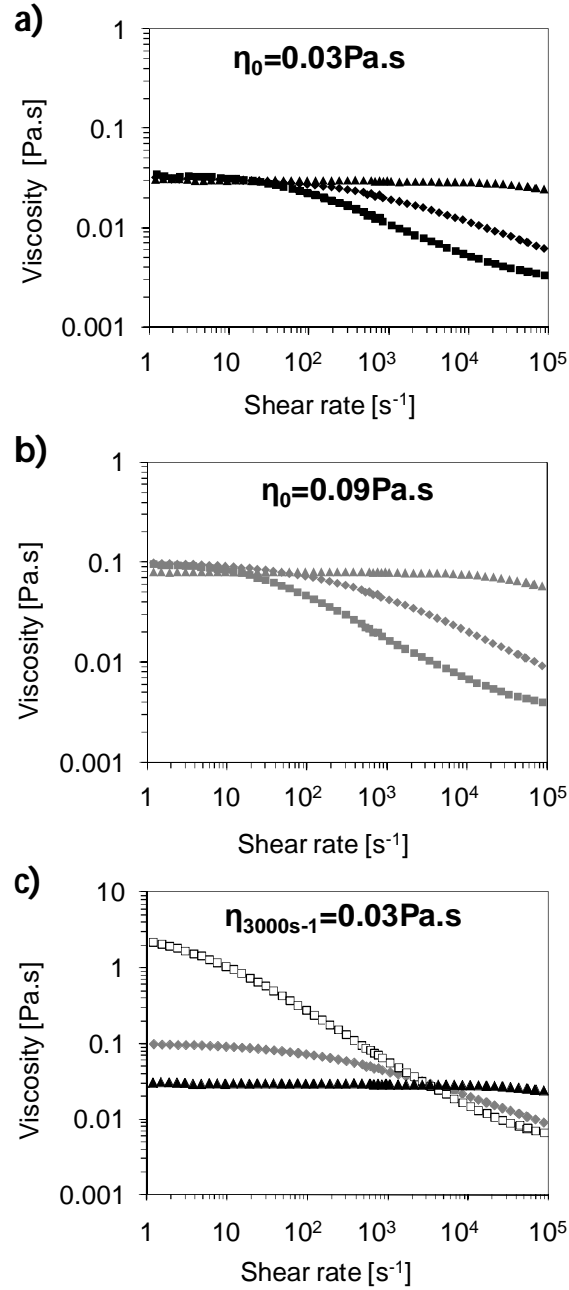 a)
η₀=0.03Pa.s
Viscosity [Pa.s]
1
0.1
0.01
0.001
1 10 10² 10³ 10⁴ 10⁵
Shear rate [s⁻¹]
b)
η₀=0.09Pa.s
Viscosity [Pa.s]
1
0.1
0.01
0.001
1 10 10² 10³ 10⁴ 10⁵
Shear rate [s⁻¹]
c)
η3000s-1=0.03Pa.s
Viscosity [Pa.s]
10
1
0.1
0.01
0.001
1 10 10² 10³ 10⁴ 10⁵
Shear rate [s⁻¹]